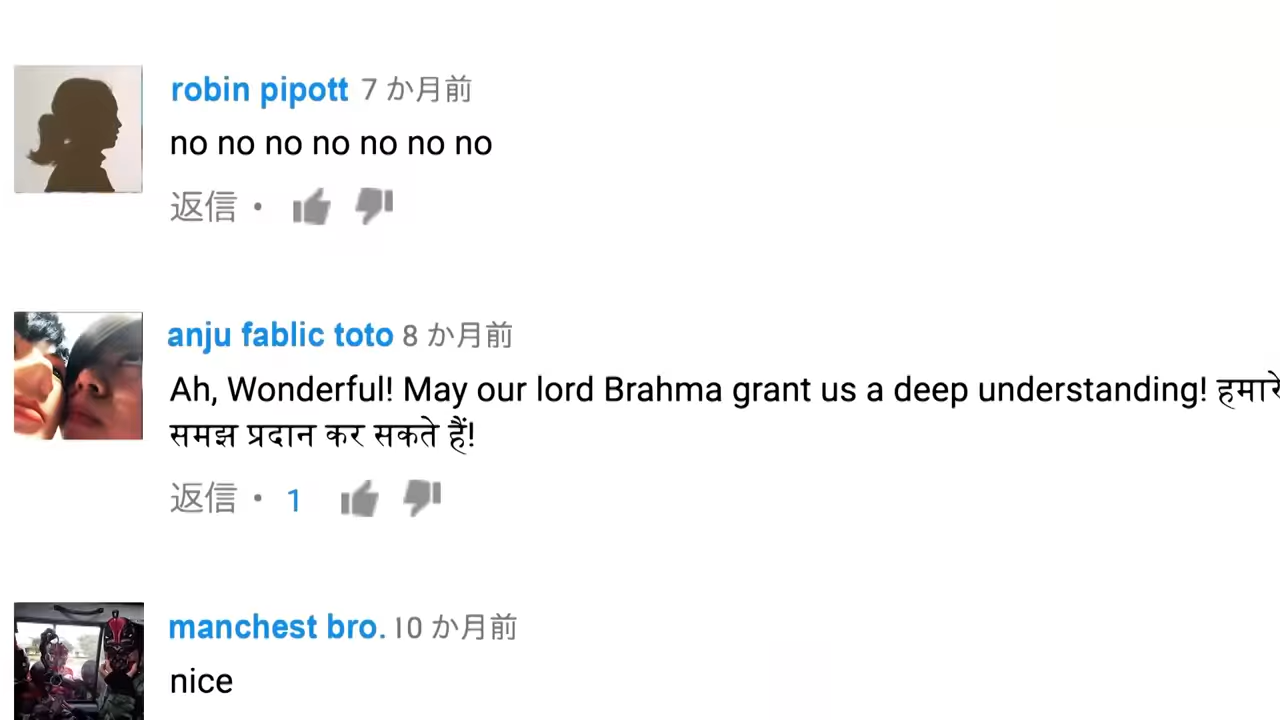 robin pipott 7 か月前
no no no no no no no
返信 •
anju fablic toto 8 か月前
Ah, Wonderful! May our lord Brahma grant us a deep understanding! हमारे
समझ प्रदान कर सकते हैं!
返信 • 1
manchest bro. 10 か月前
nice